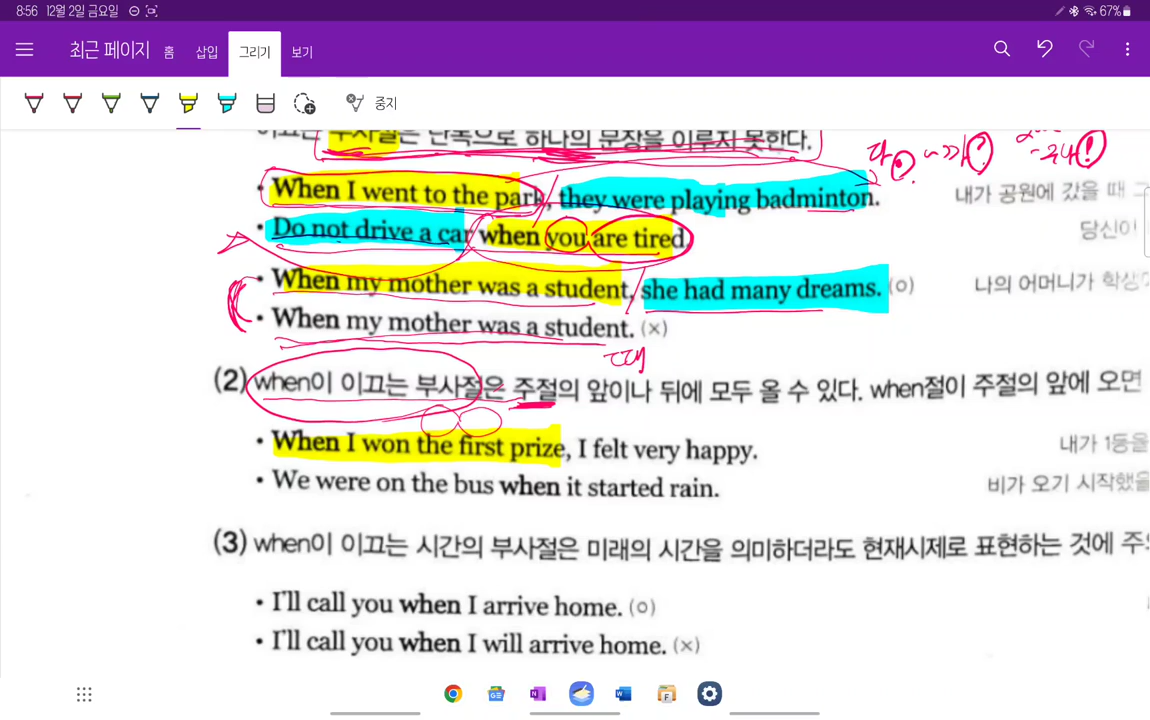 8:56 12월 2일 금요일 67%
최근 페이지 홈 삽입 그리기 보기
중지
이끄는 부사절은 단독으로 하나의 문장을 이루지 못한다.
다. ~까?
• When I went to the park, they were playing badminton. 내가 공원에 갔을 때 그
• Do not drive a car when you are tired. 당신이
• When my mother was a student, she had many dreams. (○) 나의 어머니가 학생
• When my mother was a student. (×)
때
(2) when이 이끄는 부사절은 주절의 앞이나 뒤에 모두 올 수 있다. when절이 주절의 앞에 오면
• When I won the first prize, I felt very happy. 내가 1등을
• We were on the bus when it started rain. 비가 오기 시작했을
(3) when이 이끄는 시간의 부사절은 미래의 시간을 의미하더라도 현재시제로 표현하는 것에 주의
• I'll call you when I arrive home. (○)
• I'll call you when I will arrive home. (×)